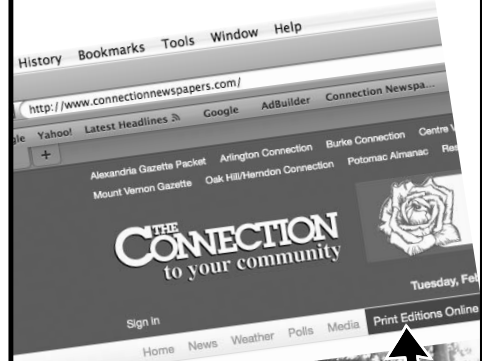 History Bookmarks Tools Window Help
http://www.connectionnewspapers.com/
Yahoo! Latest Headlines Google AdBuilder Connection Newspa...
+
Alexandria Gazette Packet Arlington Connection Burke Connection Centre
Mount Vernon Gazette Oak Hill/Herndon Connection Potomac Almanac
THE
CONNECTION
to your community
Tuesday,
Sign In
Home News Weather Polls Media Print Editions Online